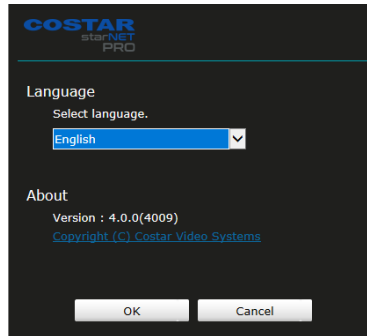 COSTAR
starNET
PRO
Language
Select language.
English
About
Version : 4.0.0(4009)
Copyright (C) Costar Video Systems
OK Cancel